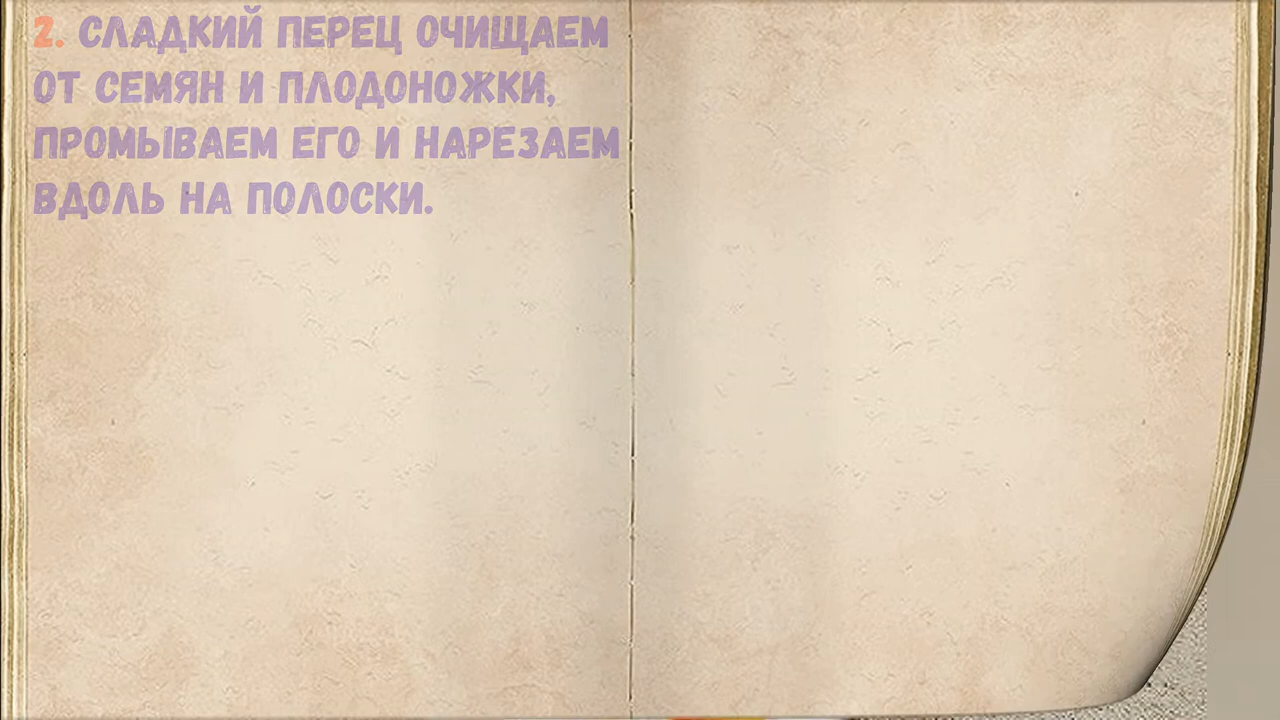 2. СЛАДКИЙ ПЕРЕЦ ОЧИЩАЕМ
ОТ СЕМЯН И ПЛОДОНОЖКИ,
ПРОМЫВАЕМ ЕГО И НАРЕЗАЕМ
ВДОЛЬ НА ПОЛОСКИ.